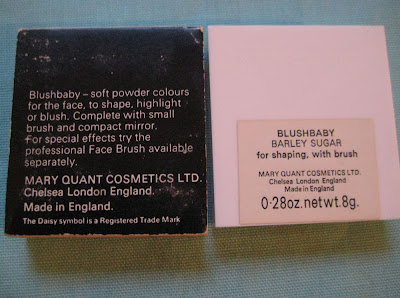 Blushbaby – soft powder colours
for the face, to shape, highlight
or blush. Complete with small
brush and compact mirror.
For special effects try the
professional Face Brush available
separately.
MARY QUANT COSMETICS LTD.
Chelsea London England.
Made in England.
The Daisy symbol is a Registered Trade Mark
BLUSHBABY
BARLEY SUGAR
for shaping, with brush
MARY QUANT COSMETICS LTD.
Chelsea London England
Made in England
0·28oz.netwt.8g.